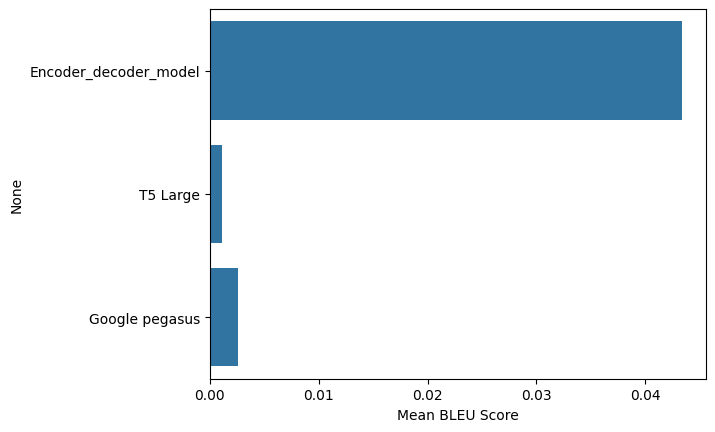 Encoder_decoder_model
T5 Large
Google pegasus
None
0.00 0.01 0.02 0.03 0.04
Mean BLEU Score